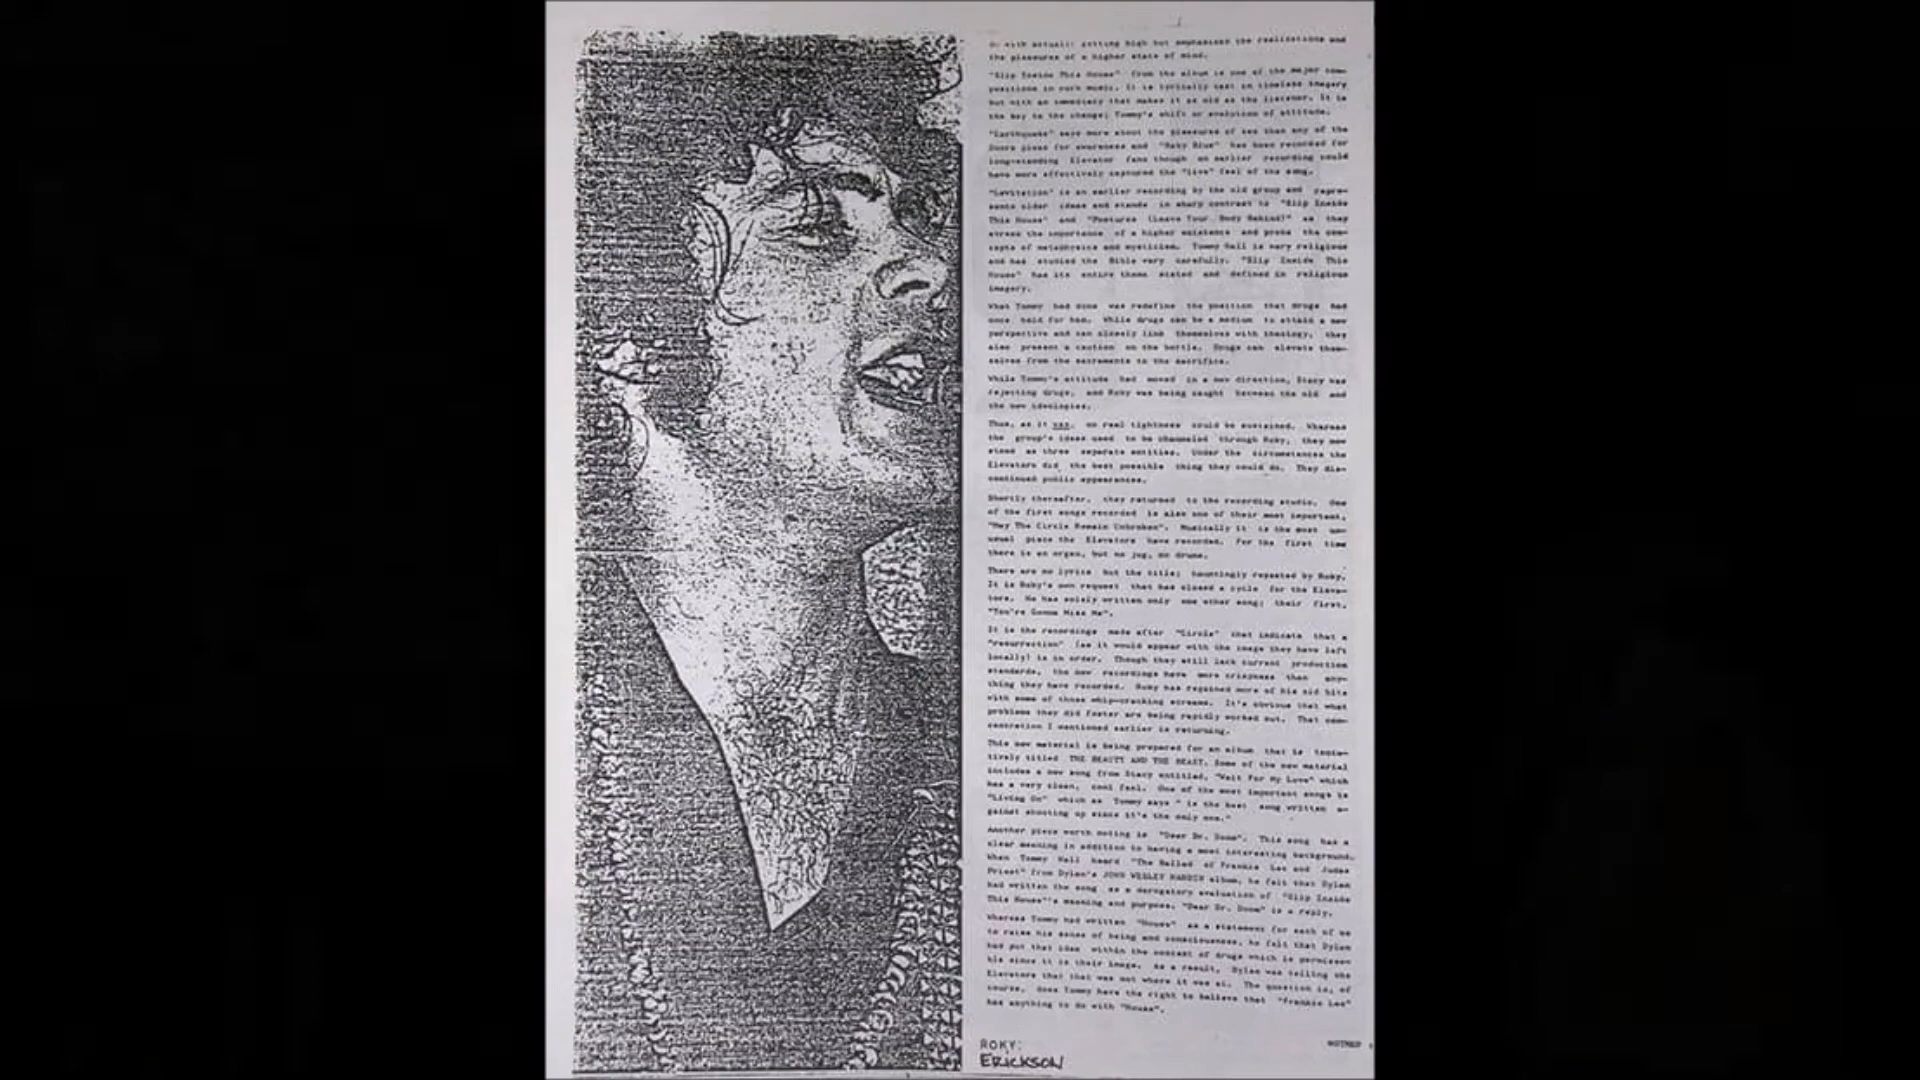 do with actually getting high but emphasizes the realizations and
the pleasures of a higher state of mind.
"Slip Inside This House" from the album is one of the major com-
positions in rock music. It is lyrically cast in timeless imagery
but with an immediacy that makes it as old as the listener. It is
the key to the change; Tommy's shift or evolution of attitude.
"Earthquake" says more about the pleasures of sex than any of the
Doors pleas for awareness and "Baby Blue" has been recorded for
long-standing Elevator fans though an earlier recording could
have more effectively captured the "live" feel of the song.
"Levitation" is an earlier recording by the old group and repre-
sents older ideas and stands in sharp contrast to "Slip Inside
This House" and "Postures (Leave Your Body Behind)" as they
stress the importance of a higher existence and probe the con-
cepts of metaphysics and mysticism. Tommy Hall is very religious
and has studied the Bible very carefully. "Slip Inside This
House" has its entire theme stated and defined in religious
imagery.
What Tommy had done was redefine the position that drugs had
once held for him. While drugs can be a medium to attain a new
perspective and can closely link themselves with theology, they
also present a caution on the bottle. Drugs can elevate them-
selves from the sacraments to the sacrifice.
While Tommy's attitude had moved in a new direction, Stacy was
rejecting drugs, and Roky was being caught between the old and
the new ideologies.
Thus, as it was, no real tightness could be sustained. Whereas
the group's ideas used to be channeled through Roky, they now
stood as three separate entities. Under the circumstances the
Elevators did the best possible thing they could do. They dis-
continued public appearances.
Shortly thereafter, they returned to the recording studio. One
of the first songs recorded is also one of their most important,
"May The Circle Remain Unbroken". Musically it is the most un-
usual piece the Elevators have recorded. For the first time
there is an organ, but no jug, no drums.
There are no lyrics but the title; hauntingly repeated by Roky.
It is Roky's own request that has closed a cycle for the Eleva-
tors. He has solely written only one other song; their first,
"You're Gonna Miss Me".
It is the recordings made after "Circle" that indicate that a
"resurrection" (as it would appear with the image they have left
locally) is in order. Though they still lack current production
standards, the new recordings have more crispness than any-
thing they have recorded. Roky has regained more of his old bite
with some of those whip-cracking screams. It's obvious that what
problems they did foster are being rapidly worked out. That con-
centration I mentioned earlier is returning.
This new material is being prepared for an album that is tenta-
tively titled THE BEAUTY AND THE BEAST. Some of the new material
includes a new song from Stacy entitled, "Wait For My Love" which
has a very clean, cool feel. One of the most important songs is
"Living On" which as Tommy says " is the best song written a-
gainst shooting up since it's the only one."
Another piece worth noting is "Dear Dr. Doom". This song has a
clear meaning in addition to having a most interesting background.
When Tommy Hall heard "The Ballad of Frankie Lee and Judas
Priest" from Dylan's JOHN WESLEY HARDIN album, he felt that Dylan
had written the song as a derogatory evaluation of "Slip Inside
This House"'s meaning and purpose. "Dear Dr. Doom" is a reply.
Whereas Tommy had written "House" as a statement for each of us
to raise his sense of being and consciousness, he felt that Dylan
had put that idea within the context of drugs which is permissa-
ble since it is their image. As a result, Dylan was telling the
Elevators that that was not where it was at. The question is, of
course, does Tommy have the right to believe that "Frankie Lee"
has anything to do with "House".
ROKY:
ERICKSON
MOTHER